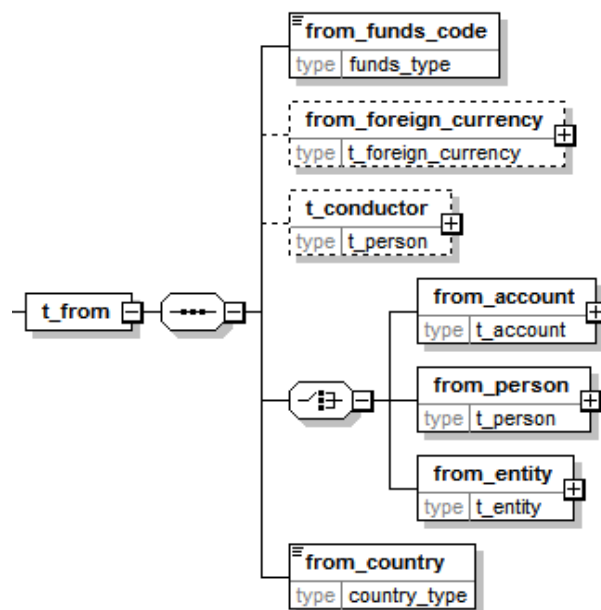 from_funds_code
type funds_type
from_foreign_currency
type t_foreign_currency
t_conductor
type t_person
t_from
from_account
type t_account
from_person
type t_person
from_entity
type t_entity
from_country
type country_type